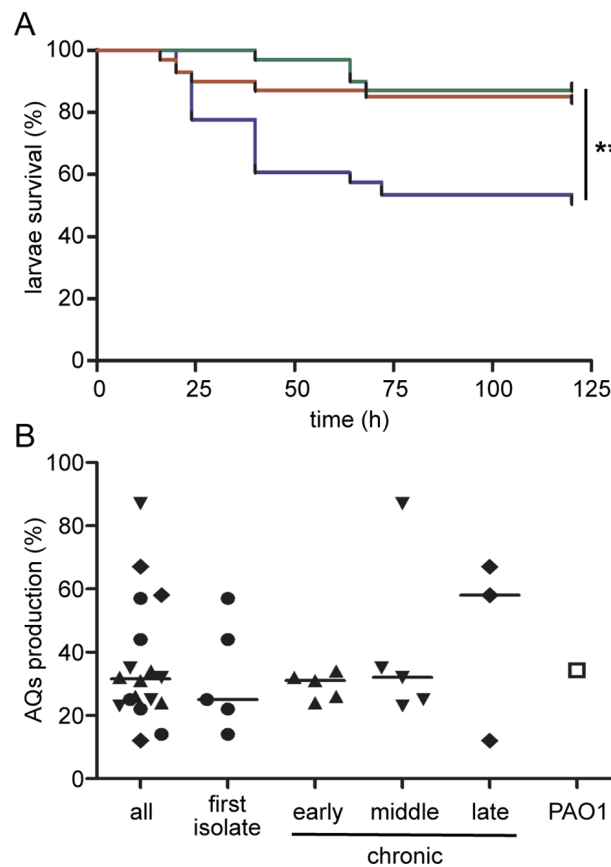 A
100
80
60
40
20
0
larvae survival (%)
**
0 25 50 75 100 125
time (h)
B
100
80
60
40
20
0
AQs production (%)
all first isolate early middle late PAO1
chronic